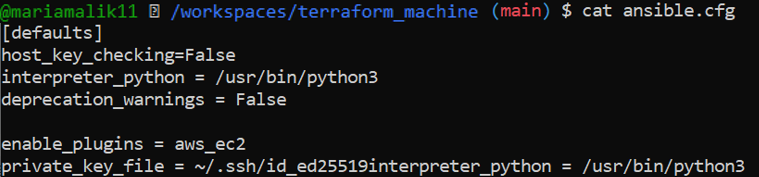 @mariamalik11 /workspaces/terraform_machine (main) $ cat ansible.cfg
[defaults]
host_key_checking=False
interpreter_python = /usr/bin/python3
deprecation_warnings = False
enable_plugins = aws_ec2
private_key_file = ~/.ssh/id_ed25519interpreter_python = /usr/bin/python3